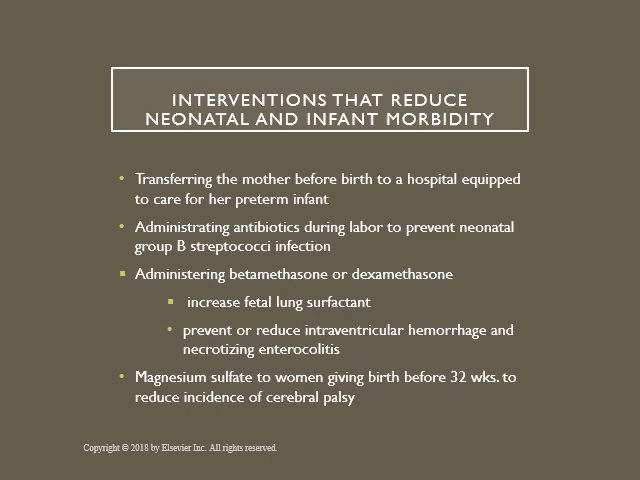 INTERVENTIONS THAT REDUCE
NEONATAL AND INFANT MORBIDITY
• Transferring the mother before birth to a hospital equipped
to care for her preterm infant
• Administrating antibiotics during labor to prevent neonatal
group B streptococci infection
▪ Administering betamethasone or dexamethasone
▪ increase fetal lung surfactant
• prevent or reduce intraventricular hemorrhage and
necrotizing enterocolitis
• Magnesium sulfate to women giving birth before 32 wks. to
reduce incidence of cerebral palsy
Copyright © 2018 by Elsevier Inc. All rights reserved.